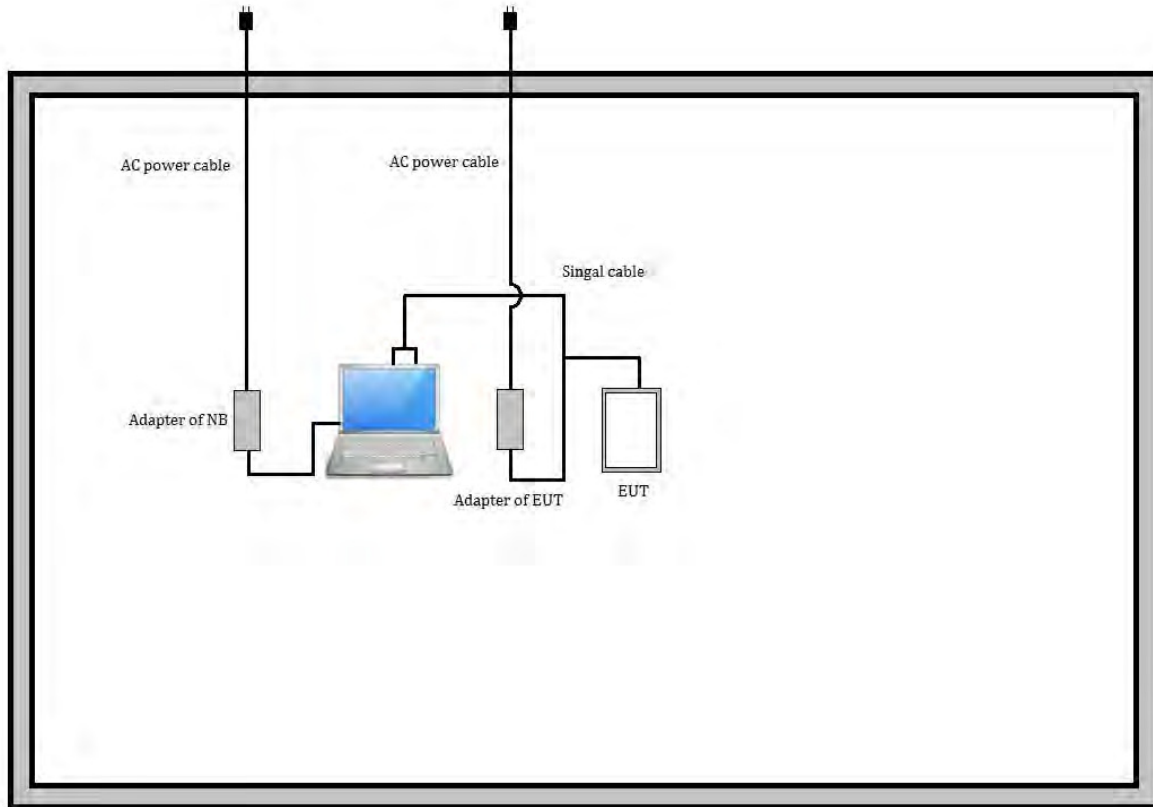 AC power cable
AC power cable
Singal cable
Adapter of NB
Adapter of EUT
EUT